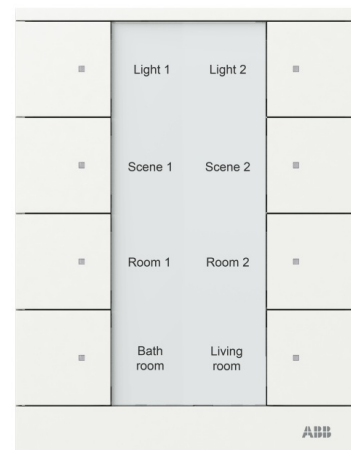 Light 1 Light 2
Scene 1 Scene 2
Room 1 Room 2
Bath Living
room room
ABB